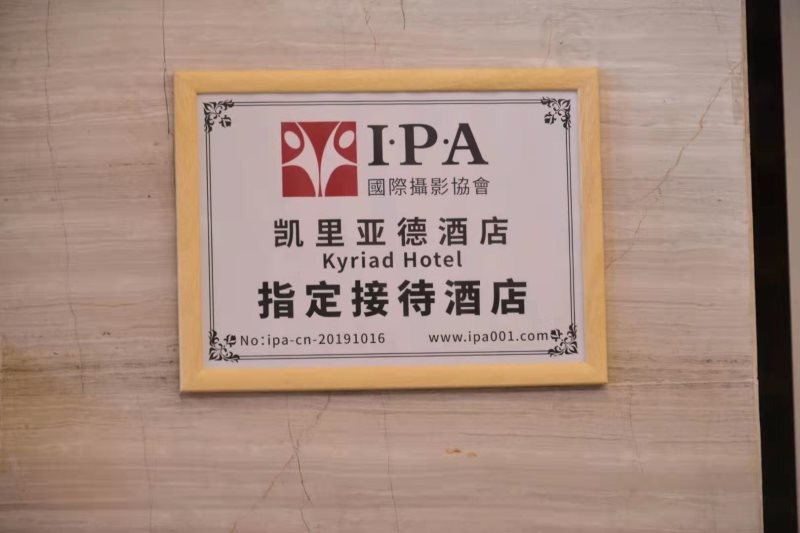 I·P·A
國際攝影協會
凯里亚德酒店
Kyriad Hotel
指定接待酒店
No:ipa-cn-20191016 www.ipa001.com